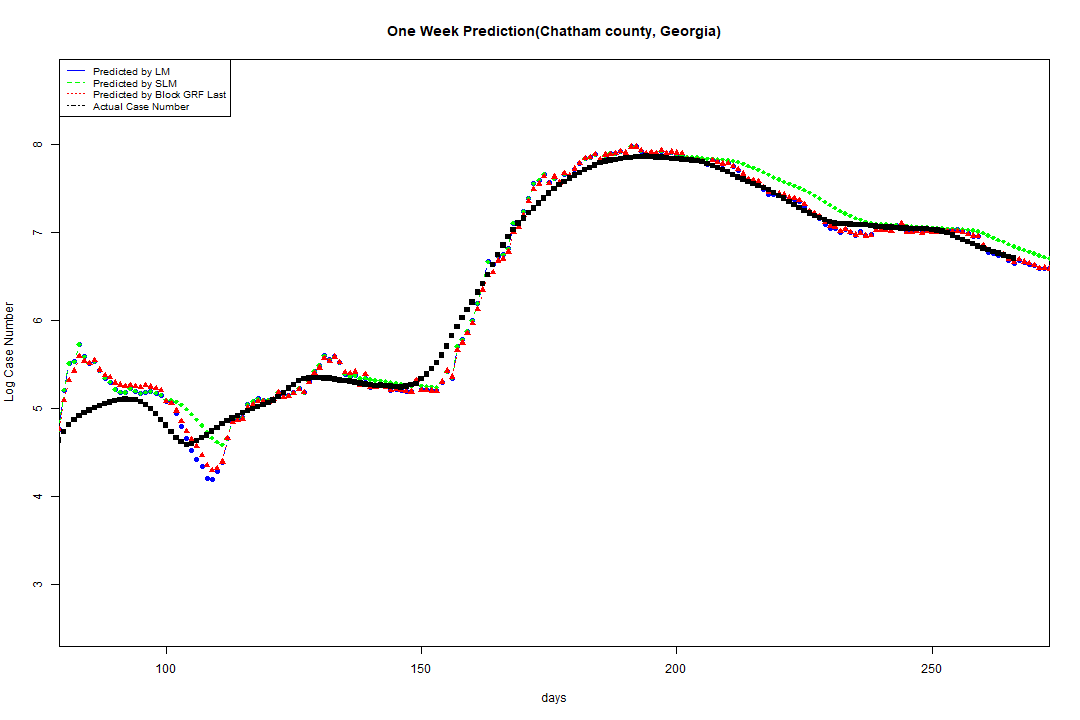 One Week Prediction(Chatham county, Georgia)
Predicted by LM
Predicted by SLM
Predicted by Block GRF Last
Actual Case Number
8
7
6
5
4
3
Log Case Number
100 150 200 250
days